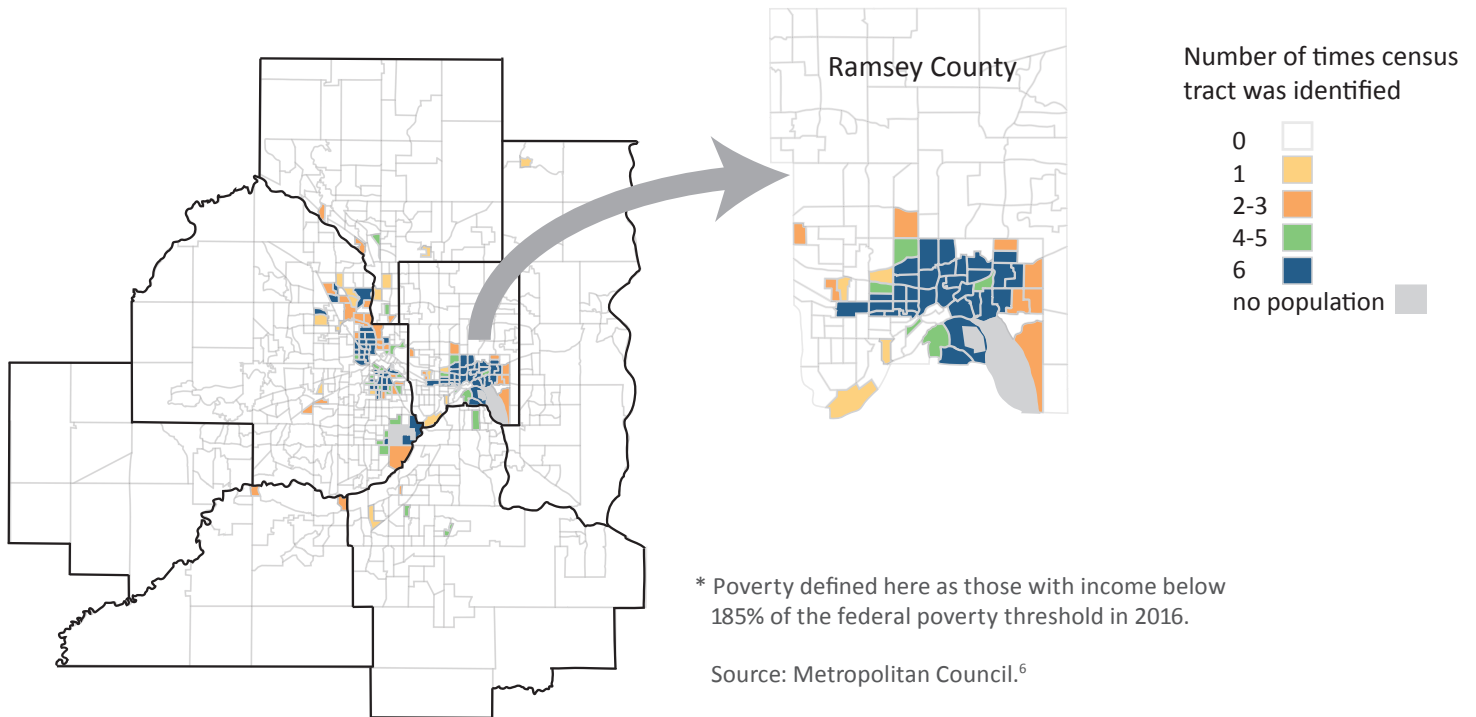 Ramsey County
Number of times census
tract was identified
0
1
2-3
4-5
6
no population
* Poverty defined here as those with income below
185% of the federal poverty threshold in 2016.
Source: Metropolitan Council.⁶